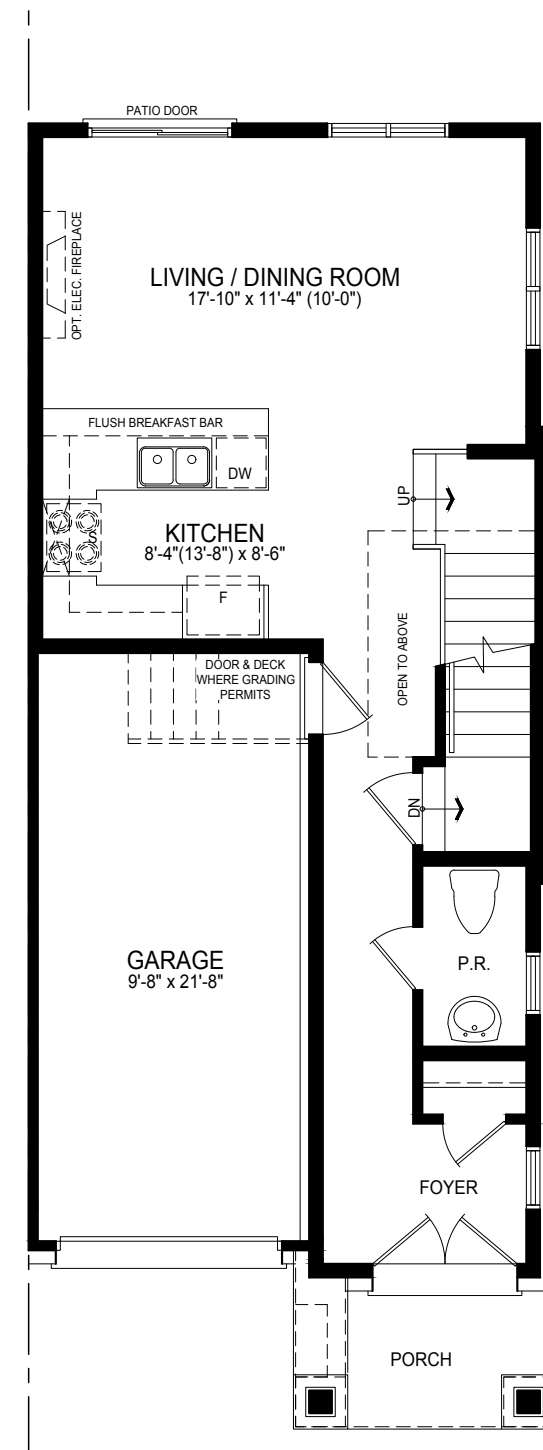 PATIO DOOR
OPT. ELEC. FIREPLACE
LIVING / DINING ROOM
17'-10" x 11'-4" (10'-0")
FLUSH BREAKFAST BAR
DW
UP
KITCHEN
8'-4"(13'-8") x 8'-6"
S
F
OPEN TO ABOVE
DOOR & DECK
WHERE GRADING
PERMITS
DN
GARAGE
9'-8" x 21'-8"
P.R.
FOYER
PORCH